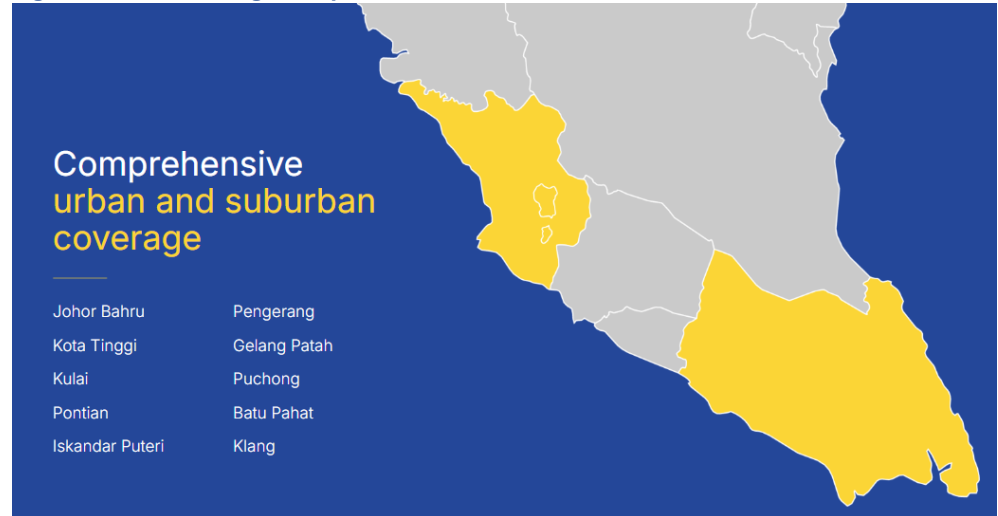 Comprehensive
urban and suburban
coverage
Johor Bahru
Kota Tinggi
Kulai
Pontian
Iskandar Puteri
Pengerang
Gelang Patah
Puchong
Batu Pahat
Klang